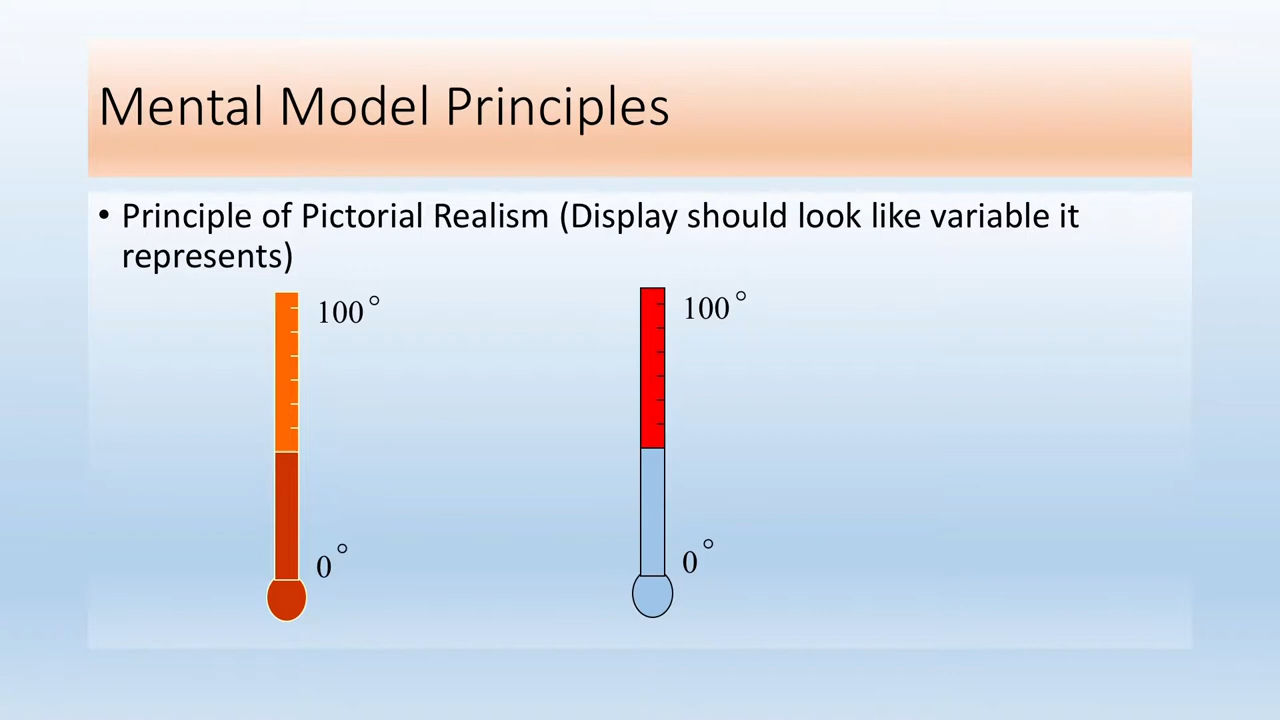 Mental Model Principles
• Principle of Pictorial Realism (Display should look like variable it
represents)
100° 100°
0° 0°